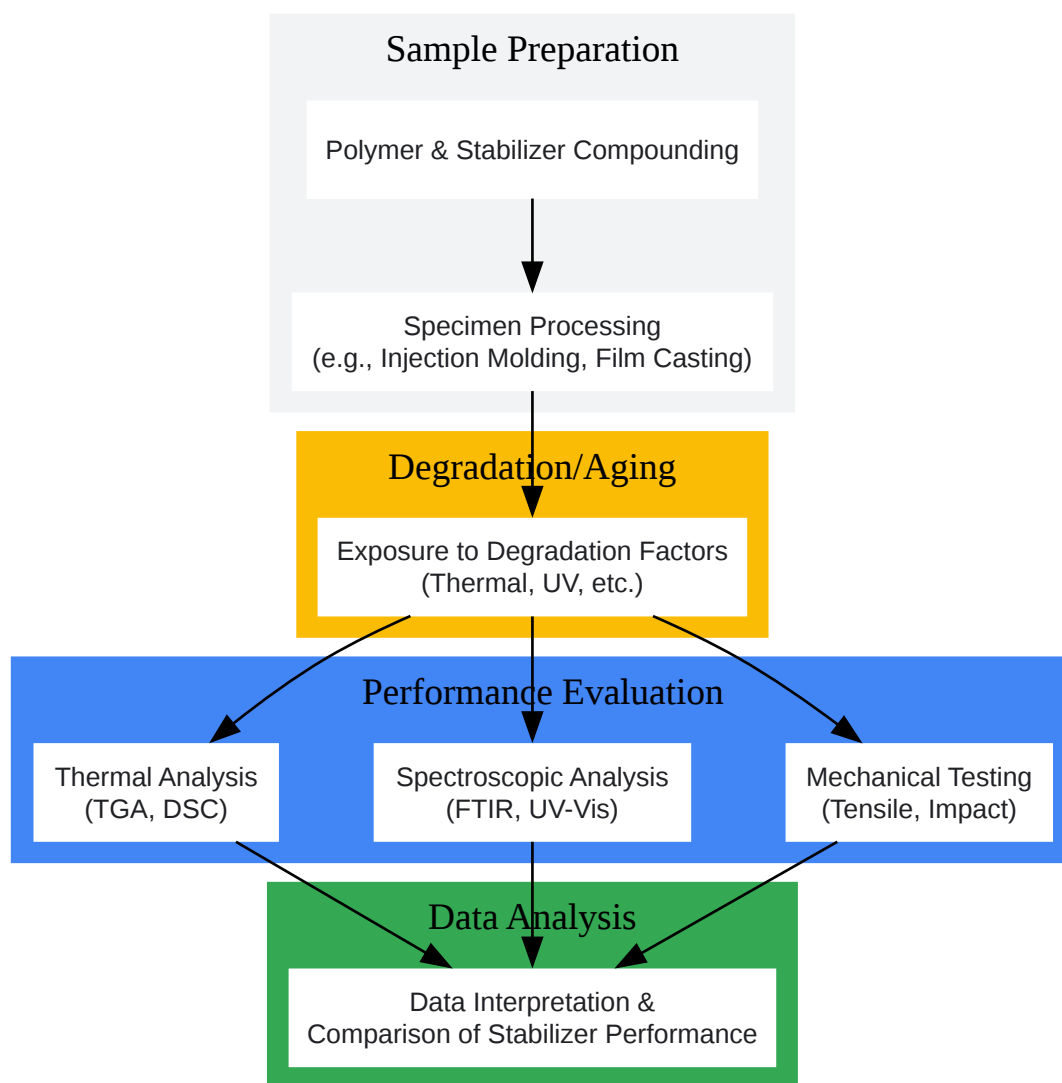 Sample Preparation
Polymer & Stabilizer Compounding
Specimen Processing
(e.g., Injection Molding, Film Casting)
Degradation/Aging
Exposure to Degradation Factors
(Thermal, UV, etc.)
Performance Evaluation
Thermal Analysis
(TGA, DSC)
Spectroscopic Analysis
(FTIR, UV-Vis)
Mechanical Testing
(Tensile, Impact)
Data Analysis
Data Interpretation &
Comparison of Stabilizer Performance